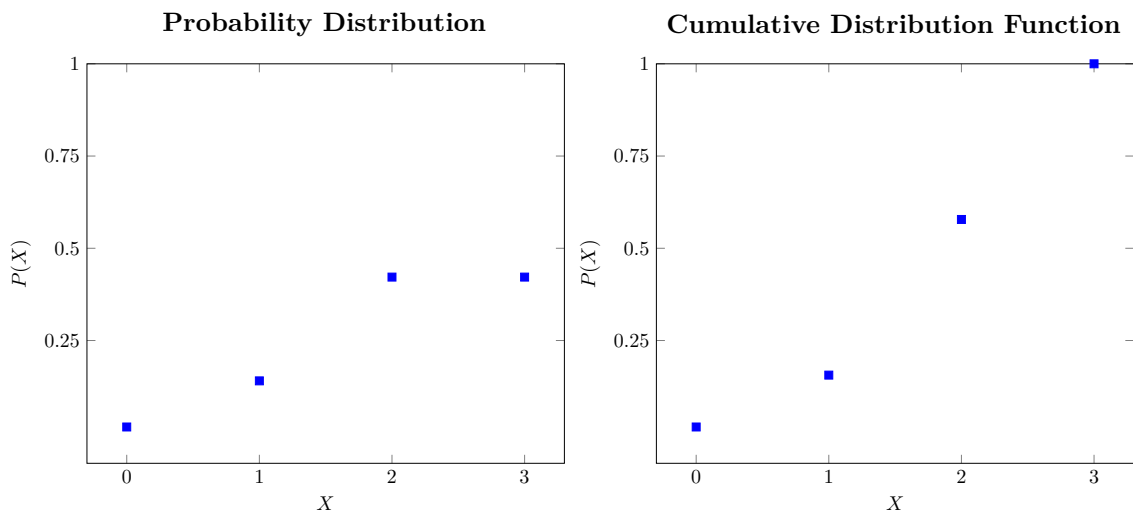 Probability Distribution
1
0.75
0.5
0.25
P(X)
0 1 2 3
X
Cumulative Distribution Function
1
0.75
0.5
0.25
P(X)
0 1 2 3
X